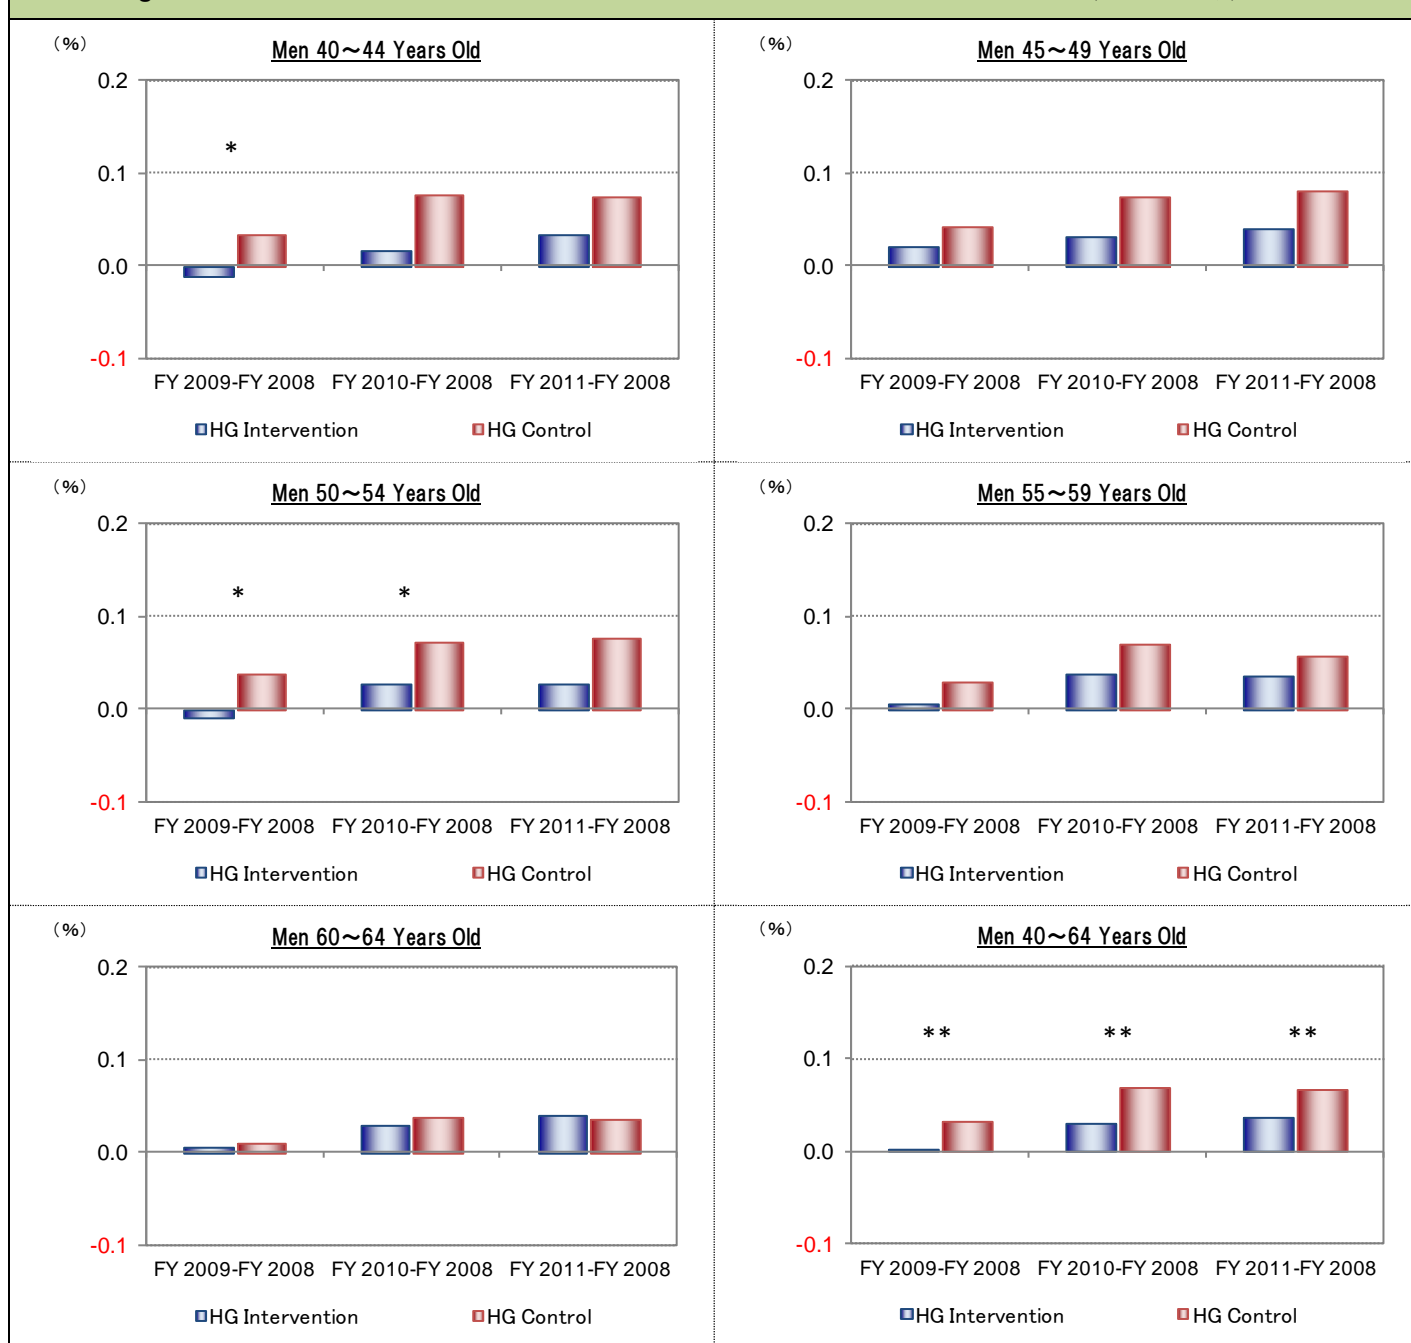 (%)
Men 40～44 Years Old
0.2
*
0.1
0.0
-0.1
FY 2009-FY 2008 FY 2010-FY 2008 FY 2011-FY 2008
HG Intervention HG Control
(%)
Men 45～49 Years Old
0.2
0.1
0.0
-0.1
FY 2009-FY 2008 FY 2010-FY 2008 FY 2011-FY 2008
HG Intervention HG Control
(%)
Men 50～54 Years Old
0.2
* *
0.1
0.0
-0.1
FY 2009-FY 2008 FY 2010-FY 2008 FY 2011-FY 2008
HG Intervention HG Control
(%)
Men 55～59 Years Old
0.2
0.1
0.0
-0.1
FY 2009-FY 2008 FY 2010-FY 2008 FY 2011-FY 2008
HG Intervention HG Control
(%)
Men 60～64 Years Old
0.2
0.1
0.0
-0.1
FY 2009-FY 2008 FY 2010-FY 2008 FY 2011-FY 2008
HG Intervention HG Control
(%)
Men 40～64 Years Old
0.2
** ** **
0.1
0.0
-0.1
FY 2009-FY 2008 FY 2010-FY 2008 FY 2011-FY 2008
HG Intervention HG Control